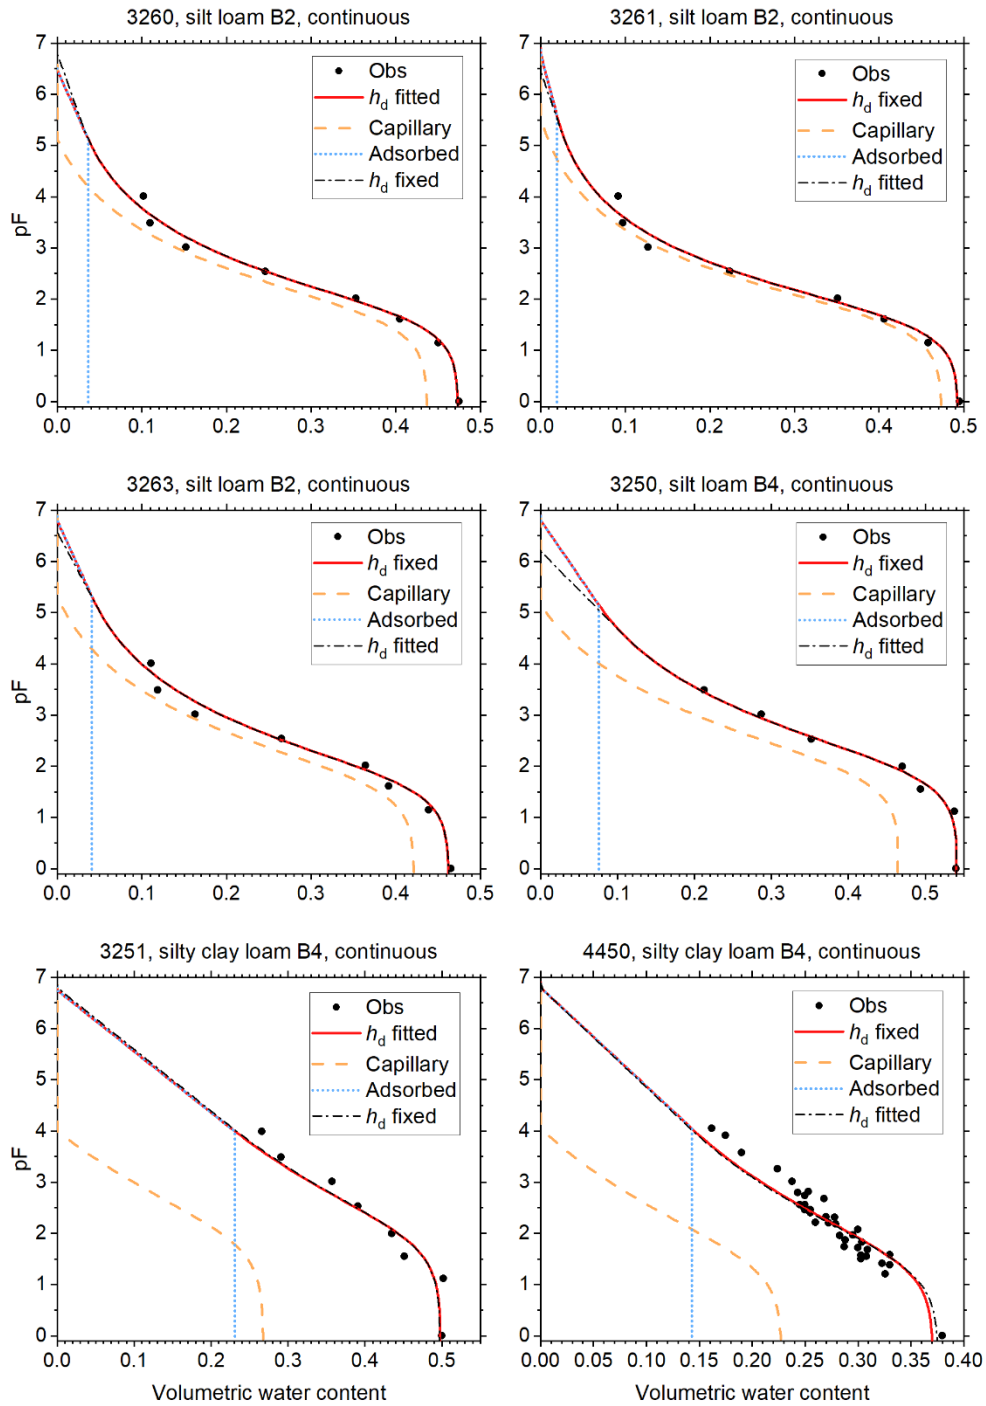 3260, silt loam B2, continuous
7
6
5
4
3
2
1
0
pF
Obs
hd fitted
Capillary
Adsorbed
hd fixed
0.0 0.1 0.2 0.3 0.4 0.5
3261, silt loam B2, continuous
7
6
5
4
3
2
1
0
Obs
hd fixed
Capillary
Adsorbed
hd fitted
0.0 0.1 0.2 0.3 0.4 0.5
3263, silt loam B2, continuous
7
6
5
4
3
2
1
0
pF
Obs
hd fixed
Capillary
Adsorbed
hd fitted
0.0 0.1 0.2 0.3 0.4 0.5
3250, silt loam B4, continuous
7
6
5
4
3
2
1
0
Obs
hd fixed
Capillary
Adsorbed
hd fitted
0.0 0.1 0.2 0.3 0.4 0.5
3251, silty clay loam B4, continuous
7
6
5
4
3
2
1
0
pF
Obs
hd fitted
Capillary
Adsorbed
hd fixed
0.0 0.1 0.2 0.3 0.4 0.5
Volumetric water content
4450, silty clay loam B4, continuous
7
6
5
4
3
2
1
0
Obs
hd fixed
Capillary
Adsorbed
hd fitted
0.00 0.05 0.10 0.15 0.20 0.25 0.30 0.35 0.40
Volumetric water content